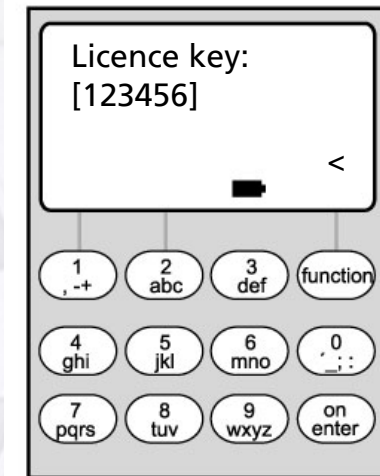 Licence key:
[123456]
<
1
, -+
2
abc
3
def
function
4
ghi
5
jkl
6
mno
0
´_; :
7
pqrs
8
tuv
9
wxyz
on
enter